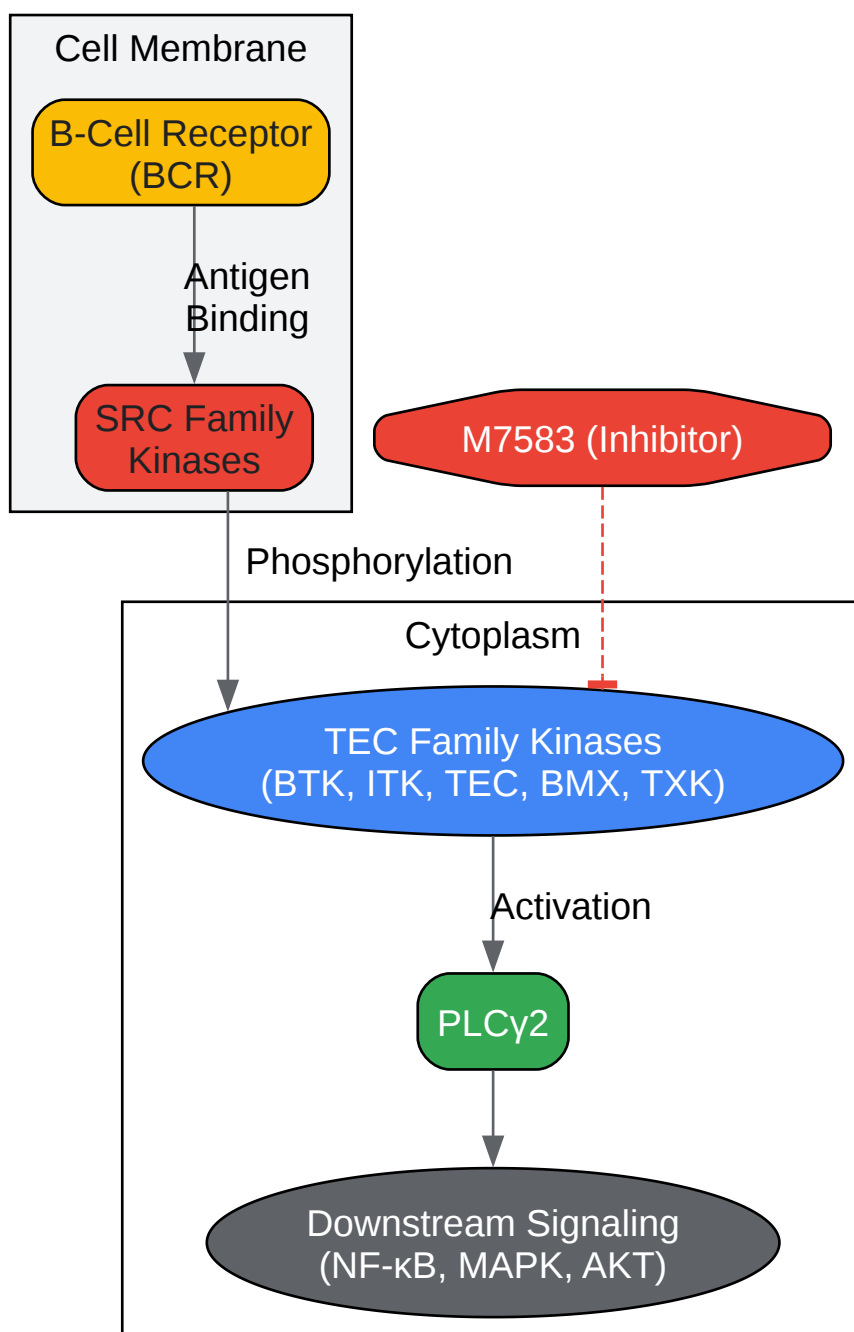 Cell Membrane
B-Cell Receptor
(BCR)
Antigen
Binding
SRC Family
Kinases
M7583 (Inhibitor)
Phosphorylation
Cytoplasm
TEC Family Kinases
(BTK, ITK, TEC, BMX, TXK)
Activation
PLCγ2
Downstream Signaling
(NF-κB, MAPK, AKT)